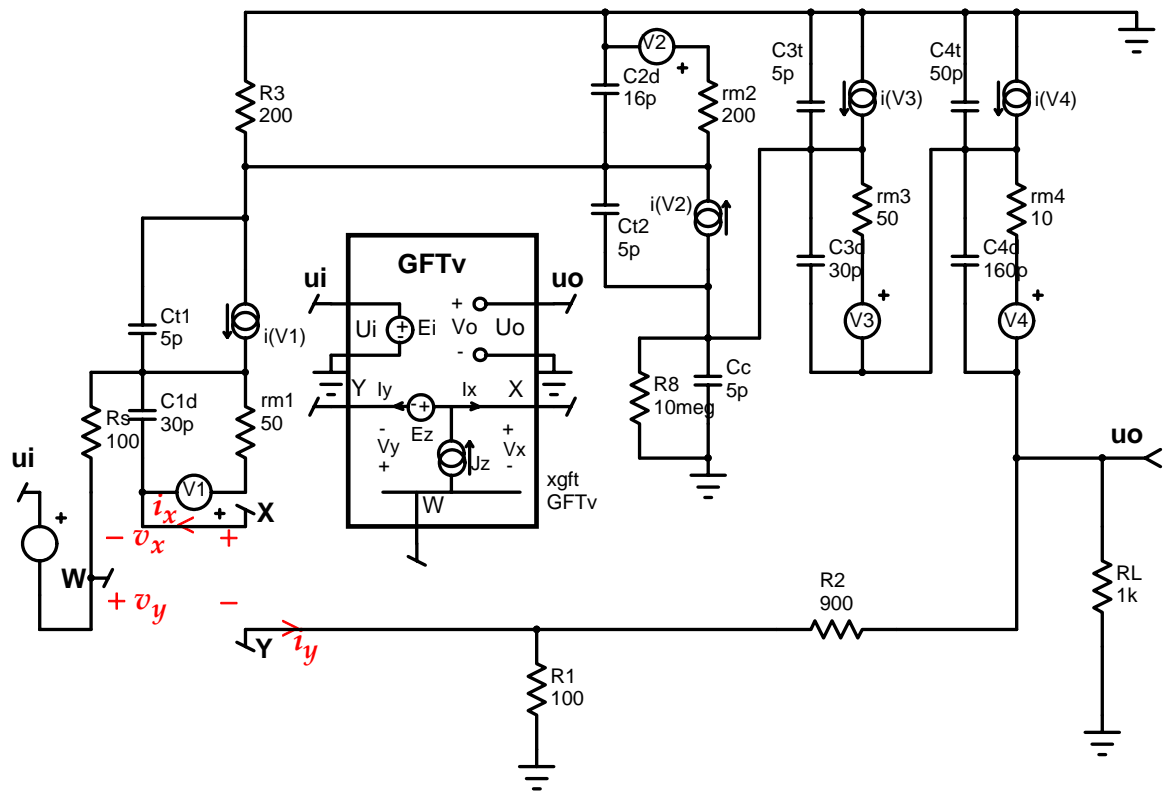 V2
+
C2d
16p
rm2
200
C3t
5p
i(V3)
C4t
50p
i(V4)
R3
200
i(V2)
Ct2
5p
rm3
50
C3d
30p
V3
+
rm4
10
C4d
160p
V4
+
Ct1
5p
i(V1)
C1d
30p
rm1
50
V1
+
Rs
100
ui
+
W
X
Y
ix
- vx +
+ vy -
iy
GFTv
ui
uo
Ui
+
-
Ei
+
Vo
-
Uo
Y
Iy
Ix
X
- +
Ez
-
Vy
+
Jz
+
Vx
-
W
xgft
GFTv
R8
10meg
Cc
5p
uo
R2
900
R1
100
RL
1k